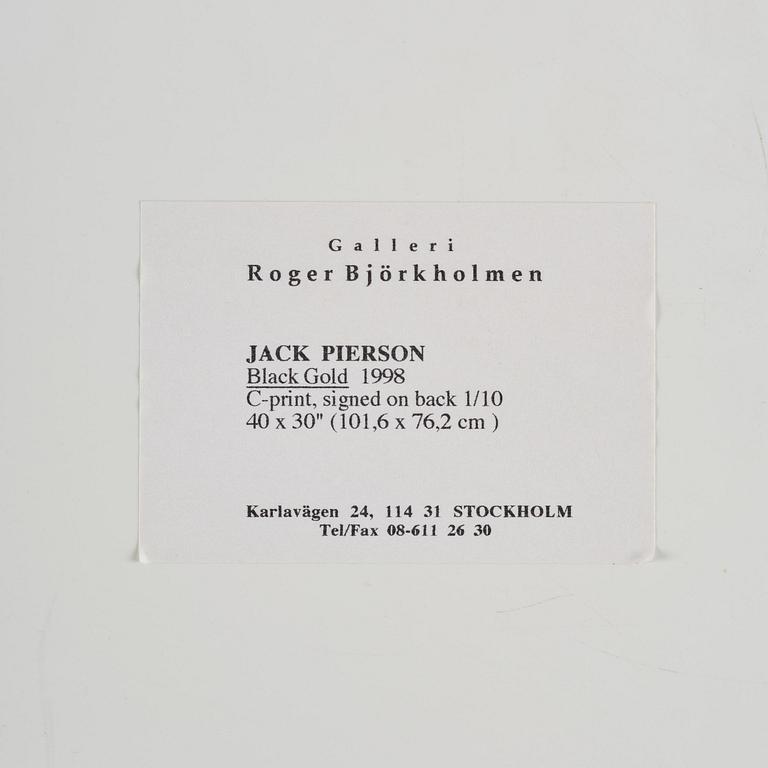 Galleri
Roger Björkholmen
JACK PIERSON
Black Gold 1998
C-print, signed on back 1/10
40 x 30" (101,6 x 76,2 cm )
Karlavägen 24, 114 31 STOCKHOLM
Tel/Fax 08-611 26 30